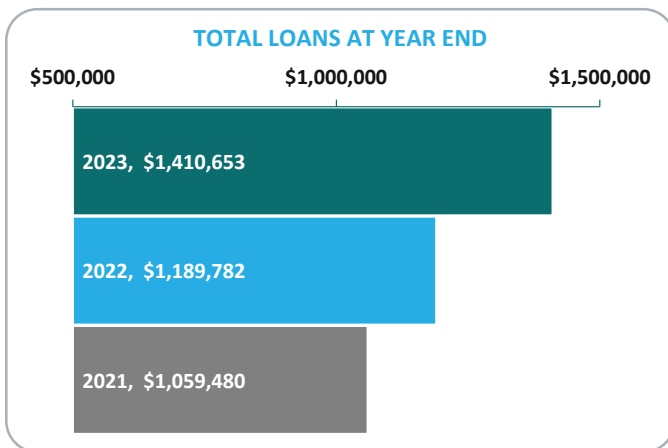 TOTAL LOANS AT YEAR END
$500,000 $1,000,000 $1,500,000
2023, $1,410,653
2022, $1,189,782
2021, $1,059,480